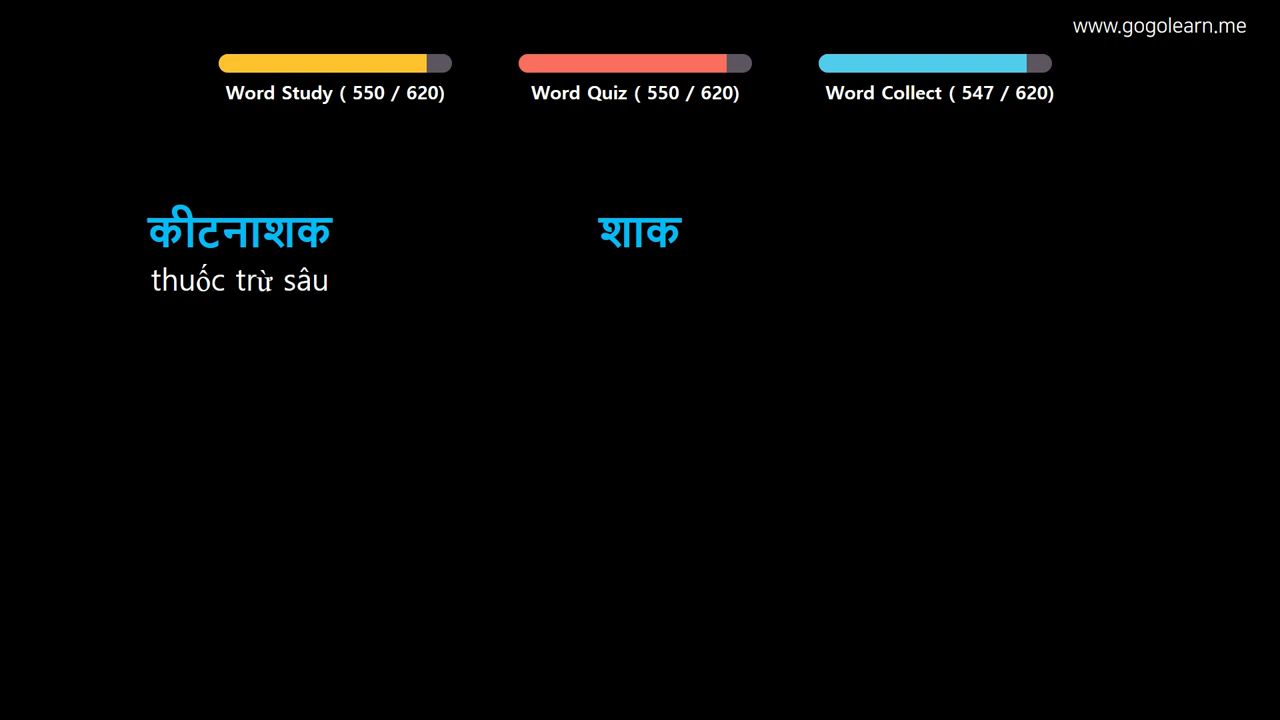 www.gogolearn.me
Word Study ( 550 / 620)
Word Quiz ( 550 / 620)
Word Collect ( 547 / 620)
कीटनाशक
thuốc trừ sâu
शाक